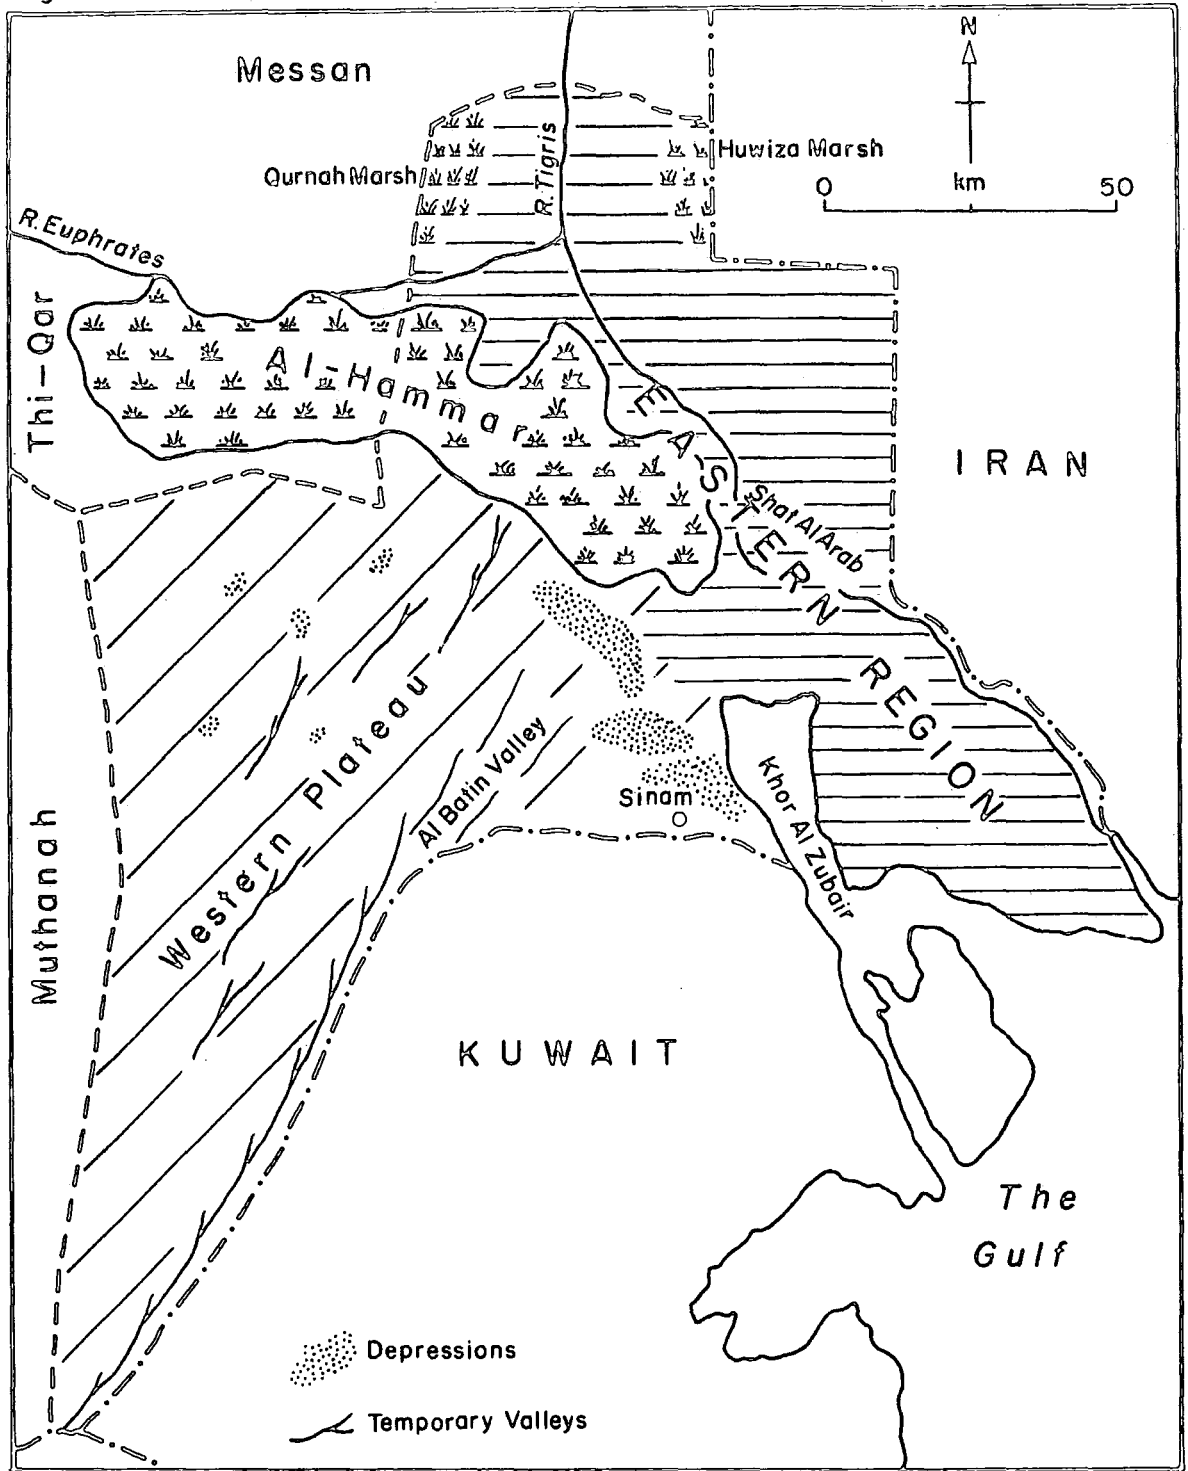 N
Messan
Huwiza Marsh
Qurnah Marsh
R. Tigris
0 km 50
R. Euphrates
Thi-Qar
Al-Hammar
IRAN
EASTERN REGION
Shat Al Arab
Western Plateau
Al Batin Valley
Sinam
Khor Al Zubair
Muthanah
KUWAIT
The
Gulf
Depressions
Temporary Valleys